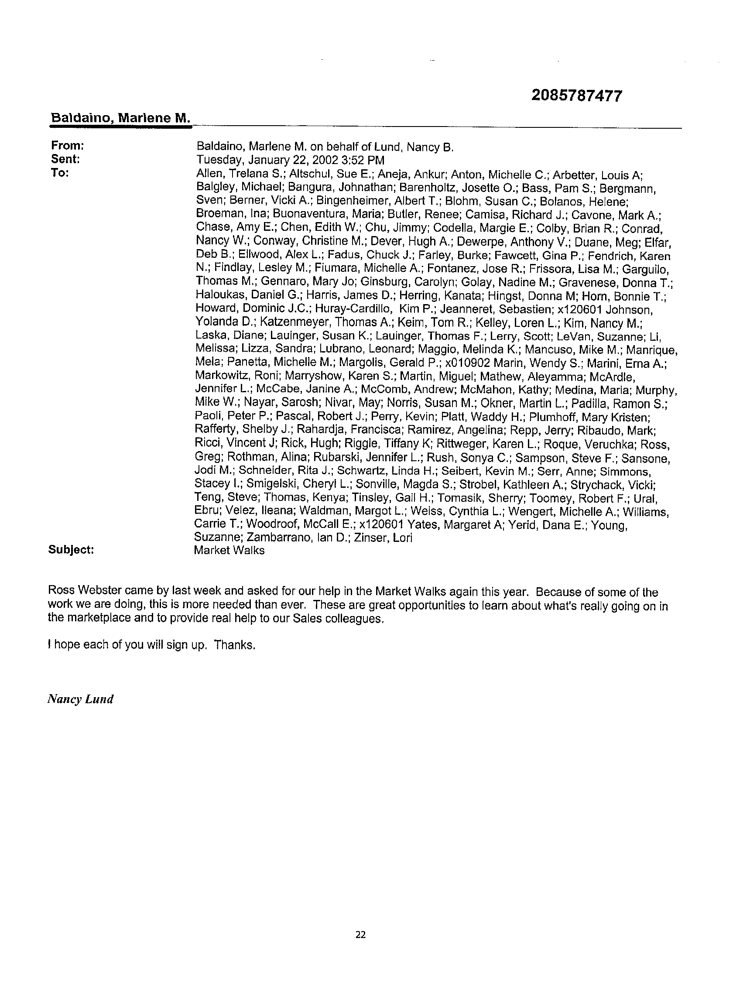 2085787477
Baldaino, Marlene M.
From: Baldaino, Marlene M. on behalf of Lund, Nancy B.
Sent: Tuesday, January 22, 2002 3:52 PM
To: Allen, Trelana S.; Altschul, Sue E.; Aneja, Ankur; Anton, Michelle C.; Arbetter, Louis A;
Balgley, Michael; Bangura, Johnathan; Barenholtz, Josette O.; Bass, Pam S.; Bergmann,
Sven; Berner, Vicki A.; Bingenheimer, Albert T.; Blohm, Susan C.; Bolanos, Helene;
Broeman, Ina; Buonaventura, Maria; Butler, Renee; Camisa, Richard J.; Cavone, Mark A.;
Chase, Amy E.; Chen, Edith W.; Chu, Jimmy; Codella, Margie E.; Colby, Brian R.; Conrad,
Nancy W.; Conway, Christine M.; Dever, Hugh A.; Dewerpe, Anthony V.; Duane, Meg; Elfar,
Deb B.; Ellwood, Alex L.; Fadus, Chuck J.; Farley, Burke; Fawcett, Gina P.; Fendrich, Karen
N.; Findlay, Lesley M.; Fiumara, Michelle A.; Fontanez, Jose R.; Frissora, Lisa M.; Garguilo,
Thomas M.; Gennaro, Mary Jo; Ginsburg, Carolyn; Golay, Nadine M.; Gravenese, Donna T.;
Haloukas, Daniel G.; Harris, James D.; Herring, Kanata; Hingst, Donna M; Horn, Bonnie T.;
Howard, Dominic J.C.; Huray-Cardillo, Kim P.; Jeanneret, Sebastien; x120601 Johnson,
Yolanda D.; Katzenmeyer, Thomas A.; Keim, Tom R.; Kelley, Loren L.; Kim, Nancy M.;
Laska, Diane; Lauinger, Susan K.; Lauinger, Thomas F.; Lerry, Scott; LeVan, Suzanne; Li,
Melissa; Lizza, Sandra; Lubrano, Leonard; Maggio, Melinda K.; Mancuso, Mike M.; Manrique,
Mela; Panetta, Michelle M.; Margolis, Gerald P.; x010902 Marin, Wendy S.; Marini, Ema A.;
Markowitz, Roni; Marryshow, Karen S.; Martin, Miguel; Mathew, Aleyamma; McArdle,
Jennifer L.; McCabe, Janine A.; McComb, Andrew; McMahon, Kathy; Medina, Maria; Murphy,
Mike W.; Nayar, Sarosh; Nivar, May; Norris, Susan M.; Okner, Martin L.; Padilla, Ramon S.;
Paoli, Peter P.; Pascal, Robert J.; Perry, Kevin; Platt, Waddy H.; Plumhoff, Mary Kristen;
Rafferty, Shelby J.; Rahardja, Francisca; Ramirez, Angelina; Repp, Jerry; Ribaudo, Mark;
Ricci, Vincent J; Rick, Hugh; Riggle, Tiffany K; Rittweger, Karen L.; Roque, Veruchka; Ross,
Greg; Rothman, Alina; Rubarski, Jennifer L.; Rush, Sonya C.; Sampson, Steve F.; Sansone,
Jodi M.; Schneider, Rita J.; Schwartz, Linda H.; Seibert, Kevin M.; Serr, Anne; Simmons,
Stacey I.; Smigelski, Cheryl L.; Sonville, Magda S.; Strobel, Kathleen A.; Strychack, Vicki;
Teng, Steve; Thomas, Kenya; Tinsley, Gail H.; Tomasik, Sherry; Toomey, Robert F.; Ural,
Ebru; Velez, Ileana; Waldman, Margot L.; Weiss, Cynthia L.; Wengert, Michelle A.; Williams,
Carrie T.; Woodroof, McCall E.; x120601 Yates, Margaret A; Yerid, Dana E.; Young,
Suzanne; Zambarrano, Ian D.; Zinser, Lori
Subject: Market Walks
Ross Webster came by last week and asked for our help in the Market Walks again this year. Because of some of the
work we are doing, this is more needed than ever. These are great opportunities to learn about what's really going on in
the marketplace and to provide real help to our Sales colleagues.
I hope each of you will sign up. Thanks.
Nancy Lund
22